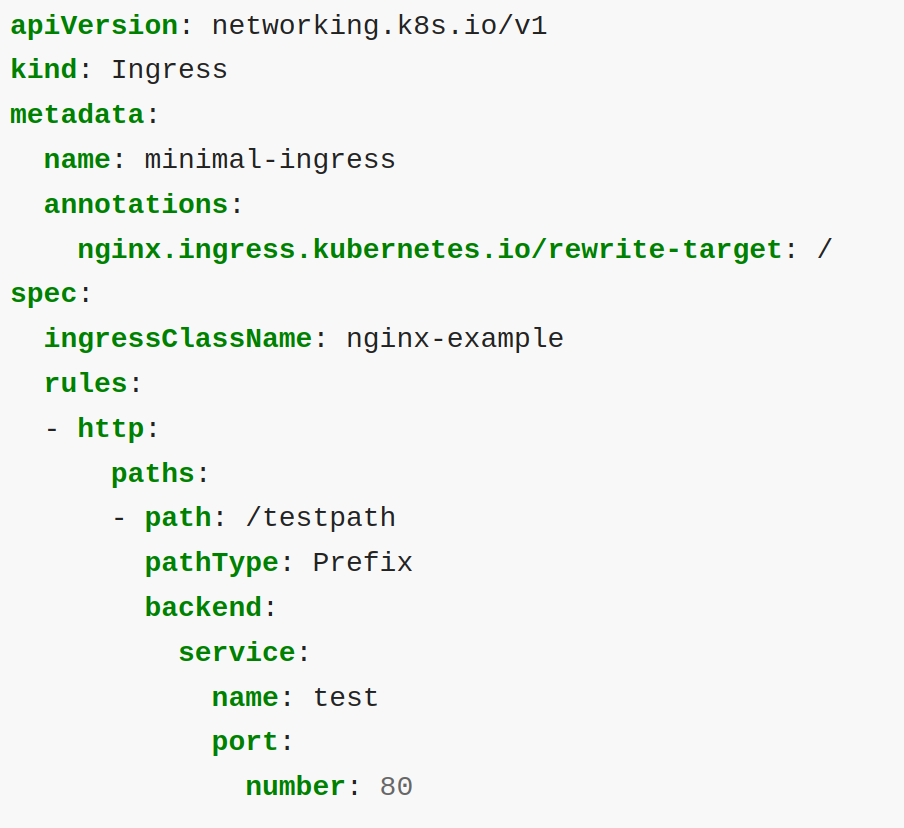 apiVersion: networking.k8s.io/v1
kind: Ingress
metadata:
  name: minimal-ingress
  annotations:
    nginx.ingress.kubernetes.io/rewrite-target: /
spec:
  ingressClassName: nginx-example
  rules:
  - http:
      paths:
      - path: /testpath
        pathType: Prefix
        backend:
          service:
            name: test
            port:
              number: 80